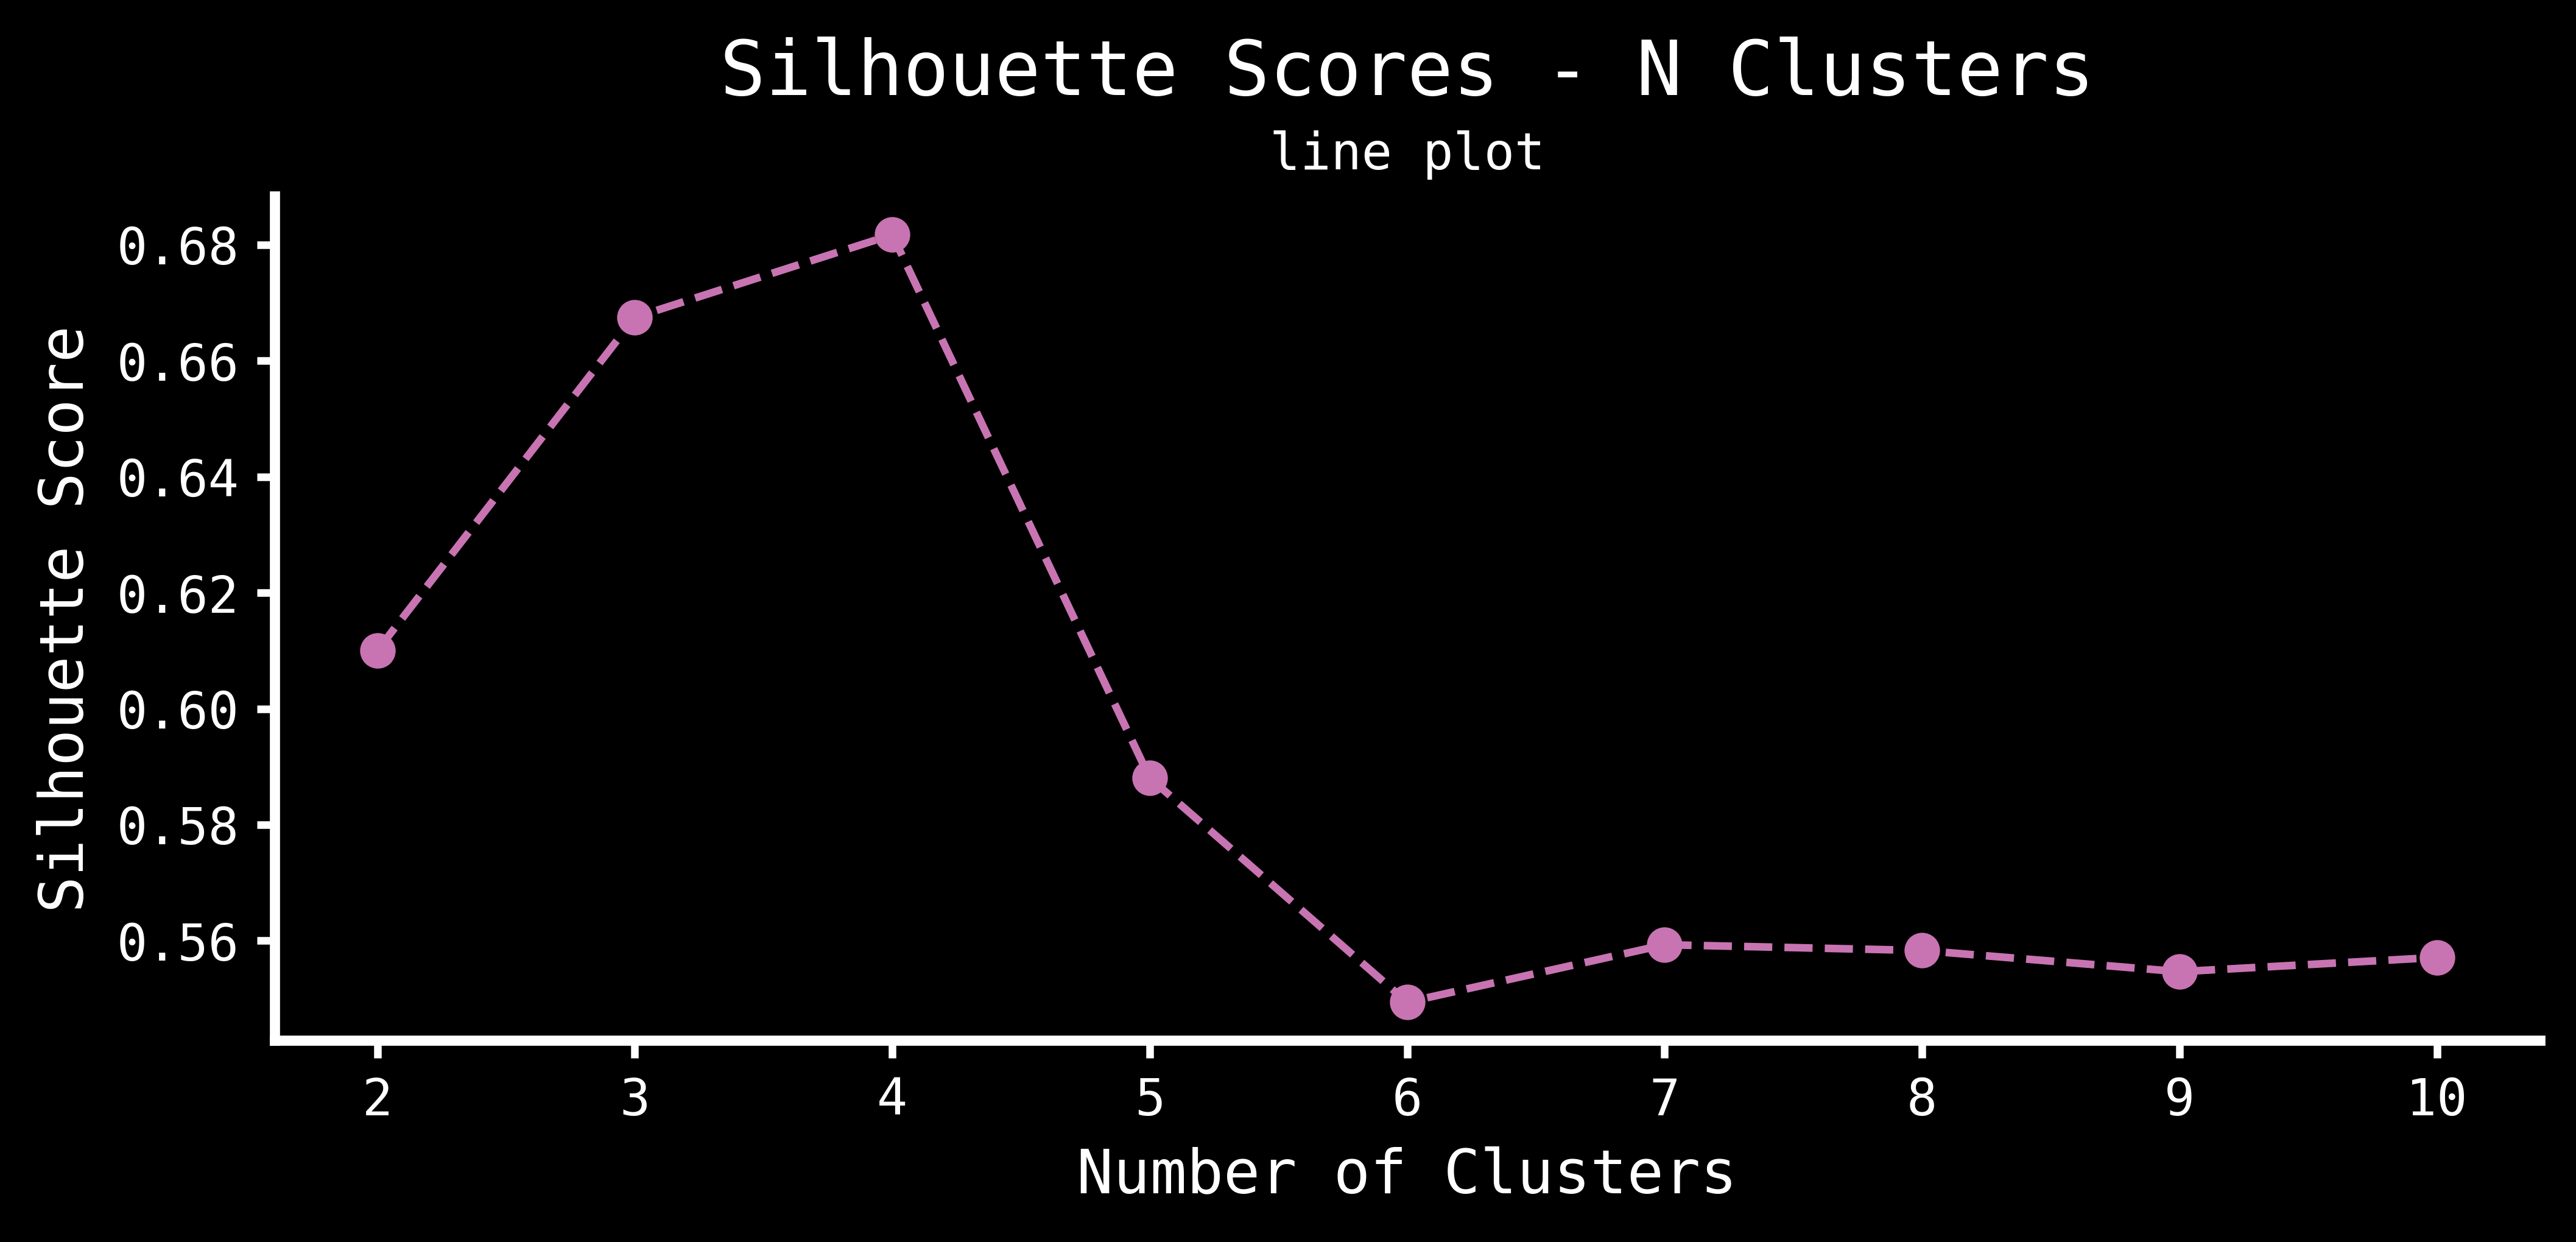 Silhouette Scores - N Clusters
line plot
Silhouette Score
0.68
0.66
0.64
0.62
0.60
0.58
0.56
2 3 4 5 6 7 8 9 10
Number of Clusters